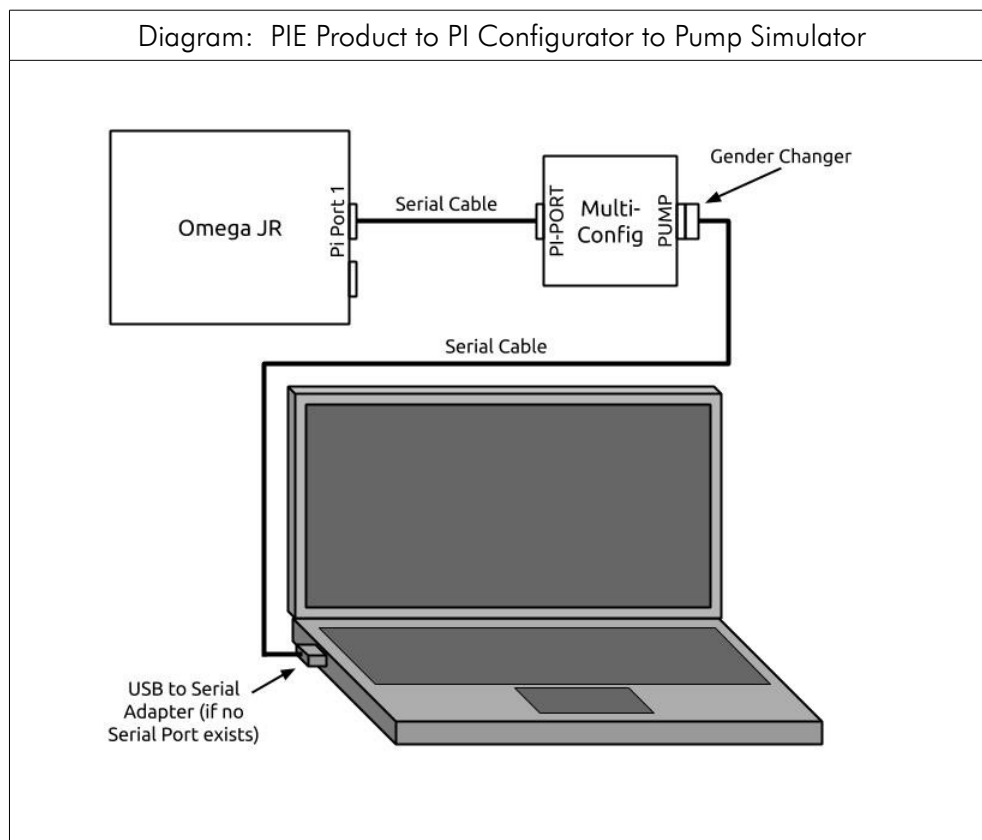 Diagram:  PIE Product to PI Configurator to Pump Simulator
Omega JR
Pi Port 1
Serial Cable
PI-PORT
Multi-
Config
PUMP
Gender Changer
Serial Cable
USB to Serial
Adapter (if no
Serial Port exists)